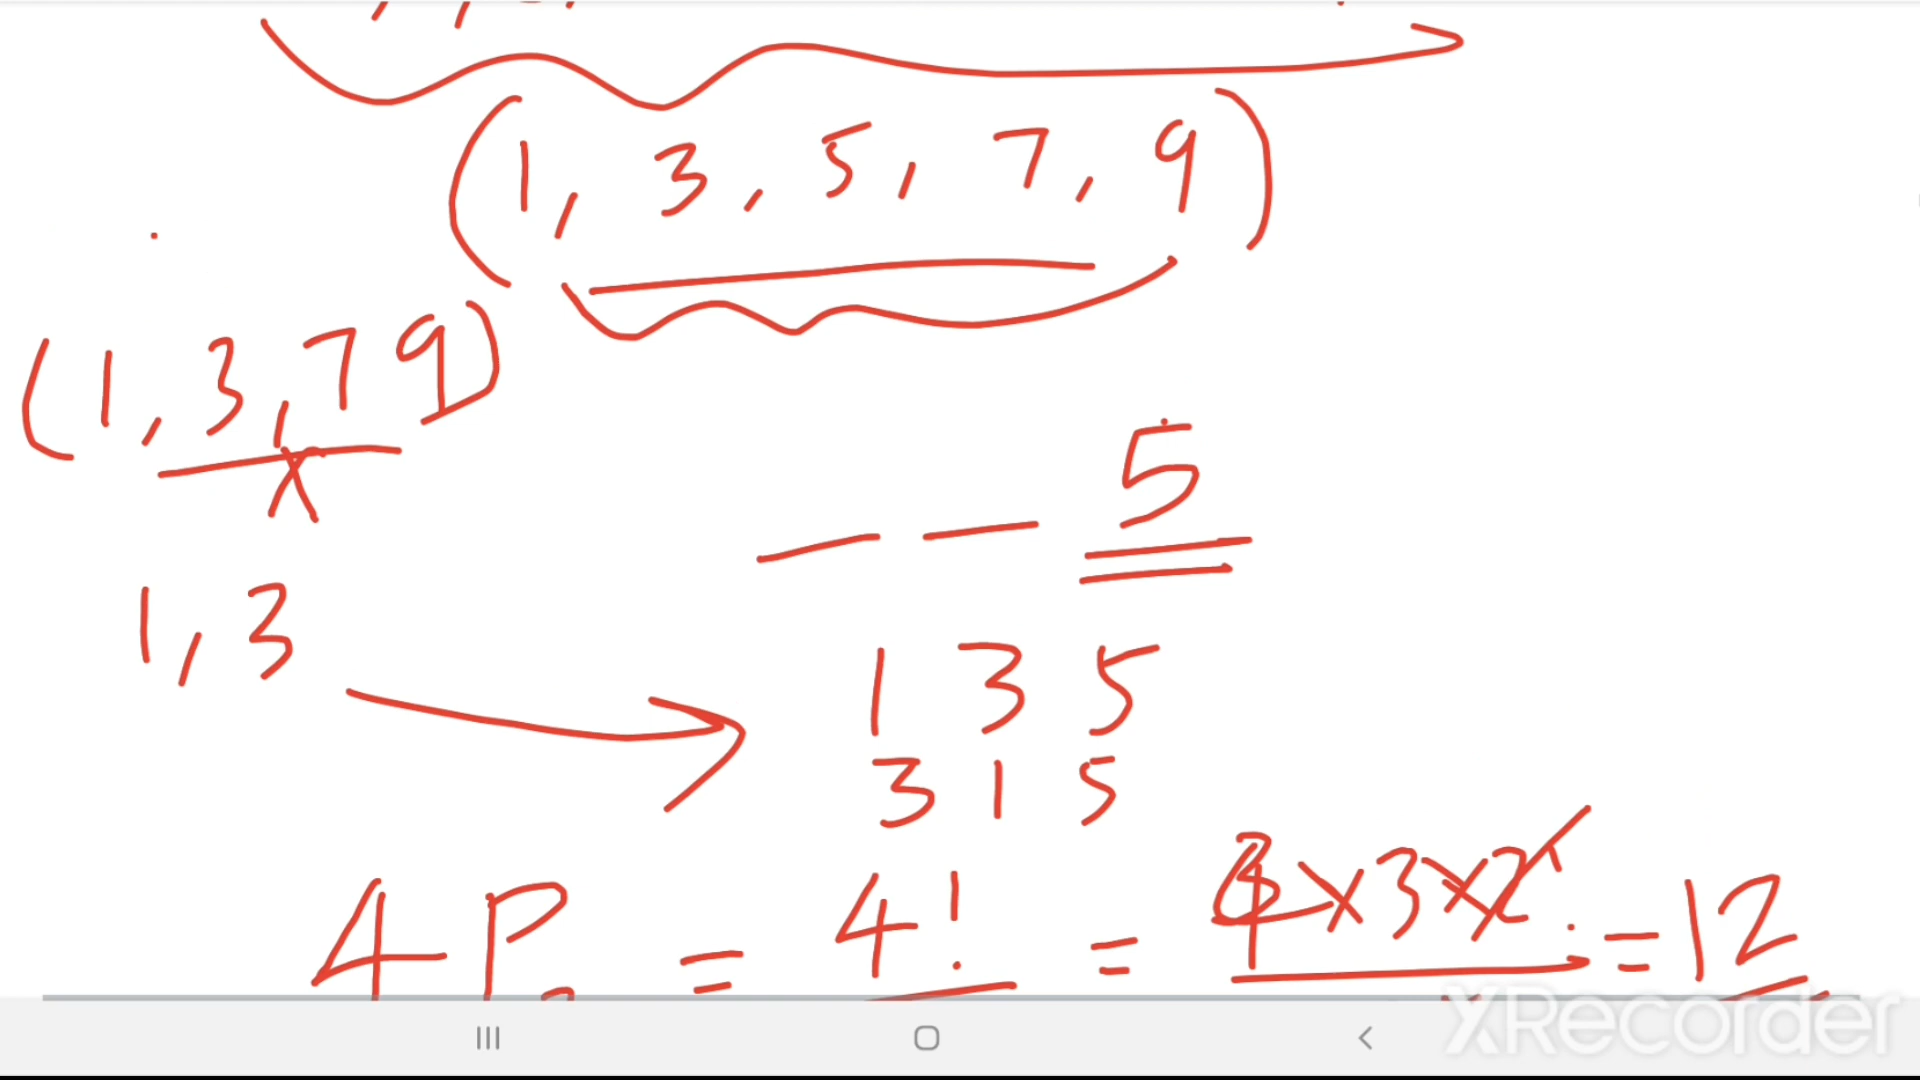 (1, 3, 5, 7, 9)
(1, 3, 7 9)
x
_ _ 5
1, 3
1 3 5
3 1 5
4 P = 4! = 4 x 3 x 2 = 12
XRecorder